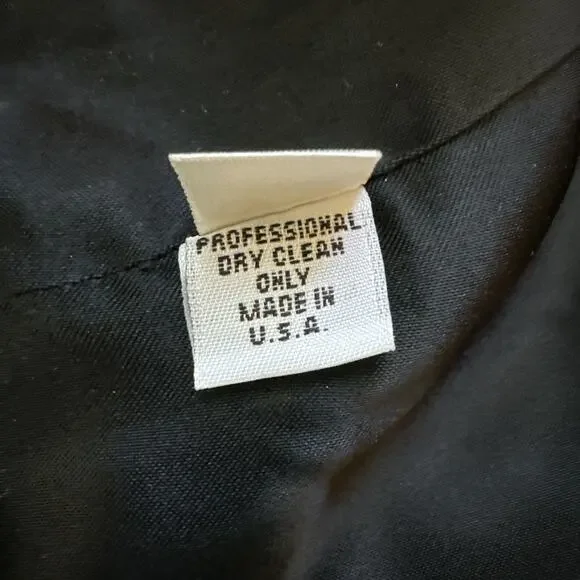 PROFESSIONAL
DRY CLEAN
ONLY
MADE IN
U.S.A.